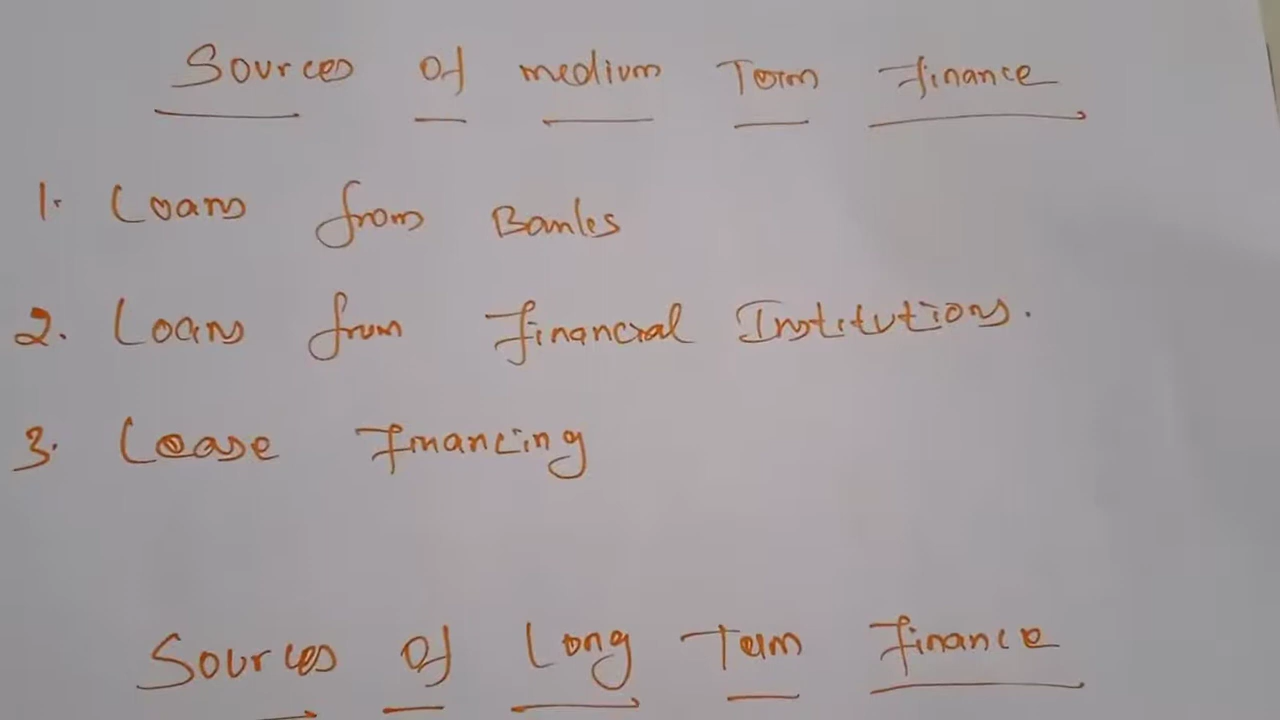 Sources of medium Term Finance
1. Loans from Banks
2. Loans from Financial Institutions.
3. Lease Financing
Sources of Long Term Finance